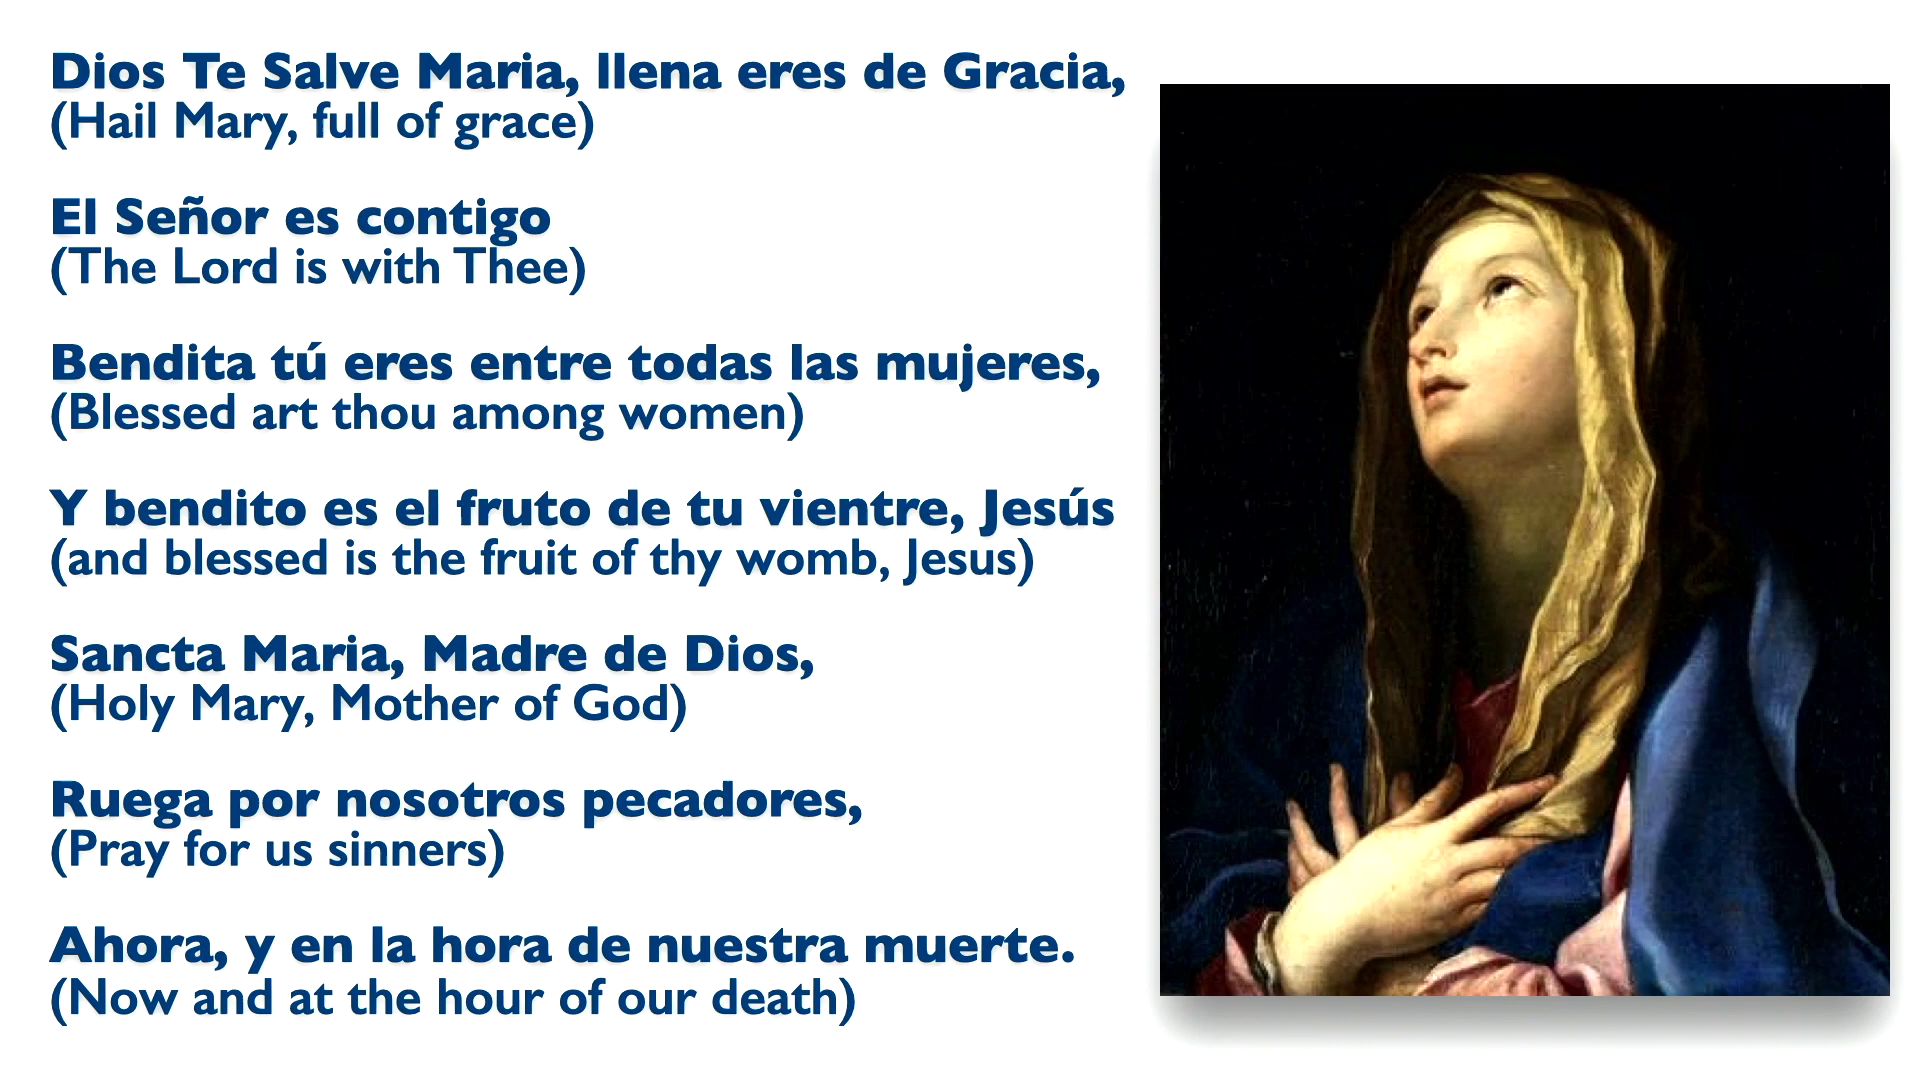 Dios Te Salve Maria, llena eres de Gracia,
(Hail Mary, full of grace)
El Señor es contigo
(The Lord is with Thee)
Bendita tú eres entre todas las mujeres,
(Blessed art thou among women)
Y bendito es el fruto de tu vientre, Jesús
(and blessed is the fruit of thy womb, Jesus)
Sancta Maria, Madre de Dios,
(Holy Mary, Mother of God)
Ruega por nosotros pecadores,
(Pray for us sinners)
Ahora, y en la hora de nuestra muerte.
(Now and at the hour of our death)